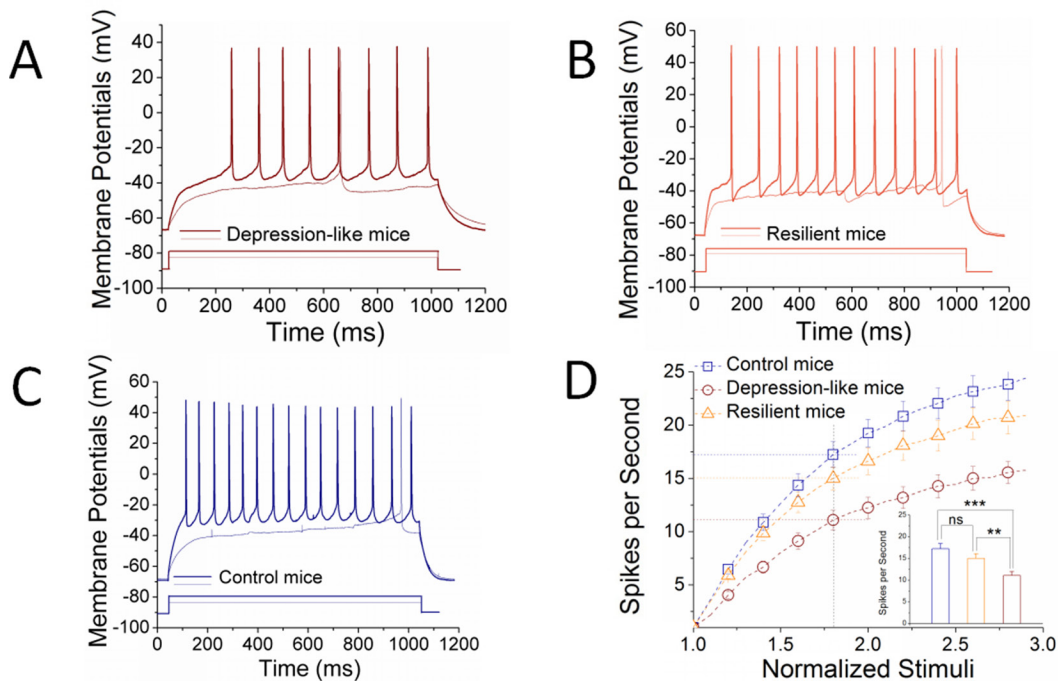 A
Membrane Potentials (mV)
40
20
0
-20
-40
-60
-80
-100
Depression-like mice
0 200 400 600 800 1000 1200
Time (ms)
B
Membrane Potentials (mV)
60
40
20
0
-20
-40
-60
-80
-100
Resilient mice
0 200 400 600 800 1000 1200
Time (ms)
C
Membrane Potentials (mV)
60
40
20
0
-20
-40
-60
-80
-100
Control mice
0 200 400 600 800 1000 1200
Time (ms)
D
Spikes per Second
25
20
15
10
5
Control mice
Depression-like mice
Resilient mice
1.0 1.5 2.0 2.5 3.0
Normalized Stimuli
Spikes per Second
25
20
15
10
5
0
***
ns
**